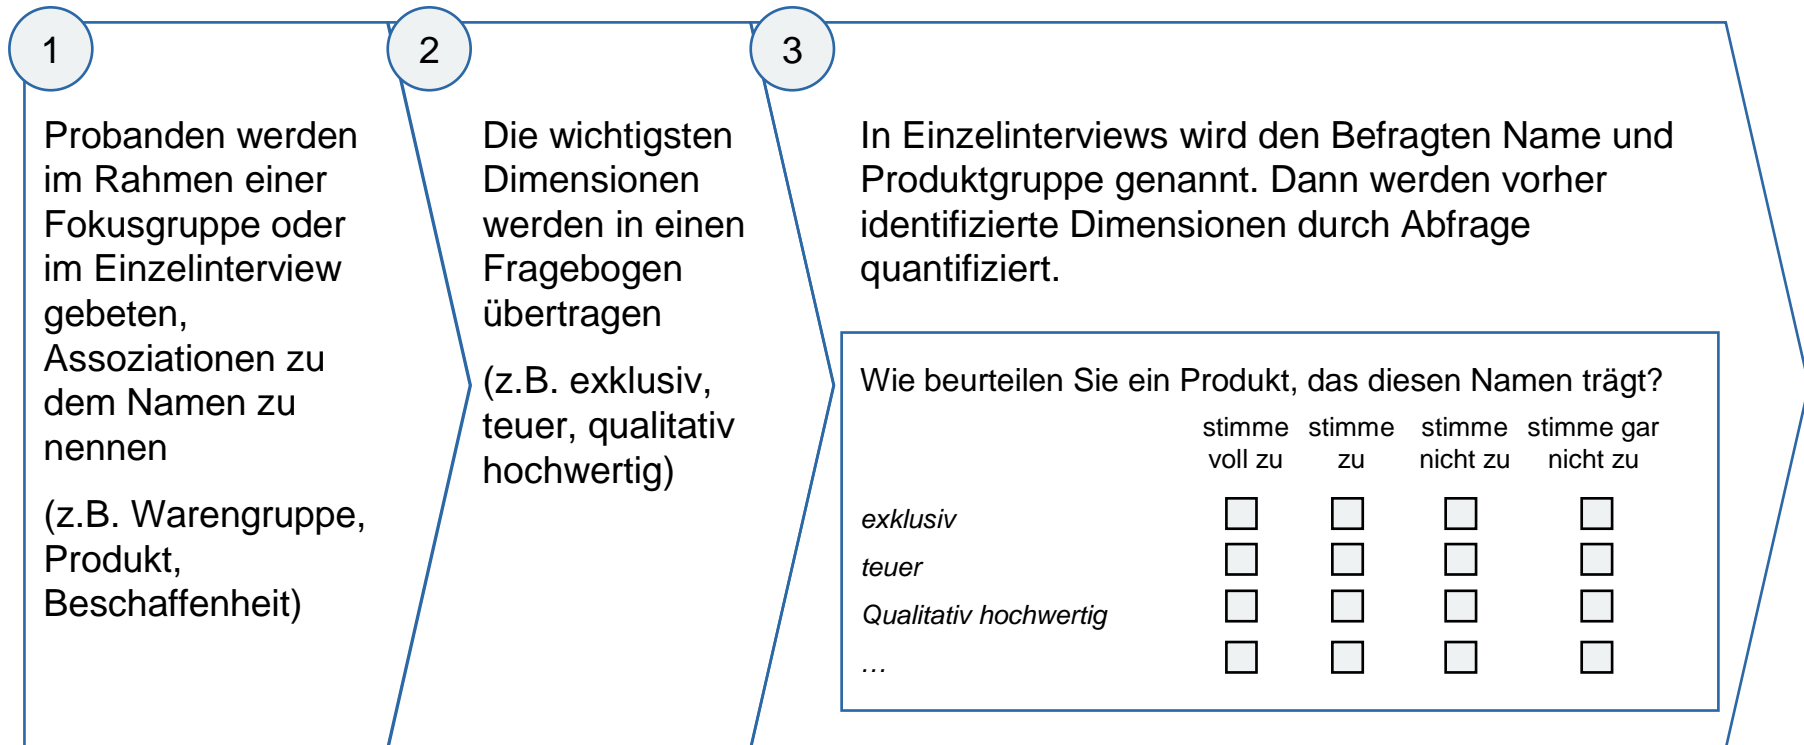 1
Probanden werden
im Rahmen einer
Fokusgruppe oder
im Einzelinterview
gebeten,
Assoziationen zu
dem Namen zu
nennen
(z.B. Warengruppe,
Produkt,
Beschaffenheit)
2
Die wichtigsten
Dimensionen
werden in einen
Fragebogen
übertragen
(z.B. exklusiv,
teuer, qualitativ
hochwertig)
3
In Einzelinterviews wird den Befragten Name und
Produktgruppe genannt. Dann werden vorher
identifizierte Dimensionen durch Abfrage
quantifiziert.
Wie beurteilen Sie ein Produkt, das diesen Namen trägt?
stimme stimme stimme stimme gar
voll zu zu nicht zu nicht zu
exklusiv
teuer
Qualitativ hochwertig
…